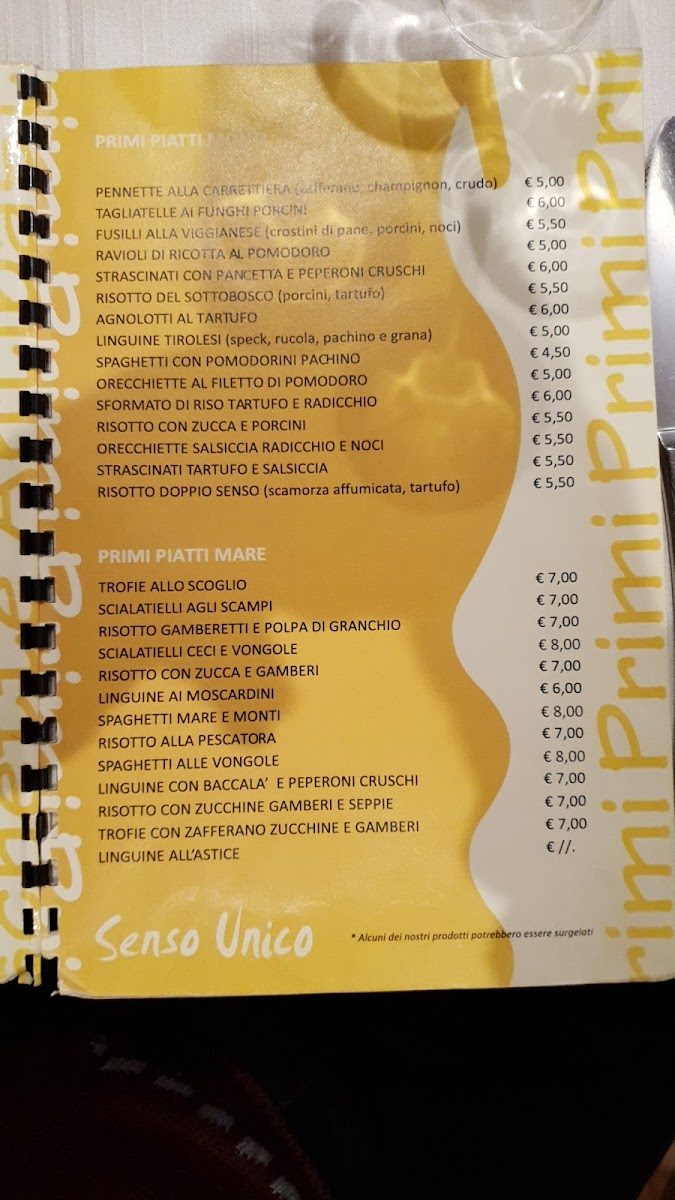 PRIMI PIATTI
PENNETTE ALLA CARRETTIERA (zafferano, champignon, crudo) € 5,00
TAGLIATELLE AI FUNGHI PORCINI € 6,00
FUSILLI ALLA VIGGIANESE (crostini di pane, porcini, noci) € 5,50
RAVIOLI DI RICOTTA AL POMODORO € 5,00
STRASCINATI CON PANCETTA E PEPERONI CRUSCHI € 6,00
RISOTTO DEL SOTTOBOSCO (porcini, tartufo) € 5,50
AGNOLOTTI AL TARTUFO € 6,00
LINGUINE TIROLESI (speck, rucola, pachino e grana) € 5,00
SPAGHETTI CON POMODORINI PACHINO € 4,50
ORECCHIETTE AL FILETTO DI POMODORO € 5,00
SFORMATO DI RISO TARTUFO E RADICCHIO € 6,00
RISOTTO CON ZUCCA E PORCINI € 5,50
ORECCHIETTE SALSICCIA RADICCHIO E NOCI € 5,50
STRASCINATI TARTUFO E SALSICCIA € 5,50
RISOTTO DOPPIO SENSO (scamorza affumicata, tartufo) € 5,50
PRIMI PIATTI MARE
TROFIE ALLO SCOGLIO € 7,00
SCIALATIELLI AGLI SCAMPI € 7,00
RISOTTO GAMBERETTI E POLPA DI GRANCHIO € 7,00
SCIALATIELLI CECI E VONGOLE € 8,00
RISOTTO CON ZUCCA E GAMBERI € 7,00
LINGUINE AI MOSCARDINI € 6,00
SPAGHETTI MARE E MONTI € 8,00
RISOTTO ALLA PESCATORA € 7,00
SPAGHETTI ALLE VONGOLE € 8,00
LINGUINE CON BACCALA' E PEPERONI CRUSCHI € 7,00
RISOTTO CON ZUCCHINE GAMBERI E SEPPIE € 7,00
TROFIE CON ZAFFERANO ZUCCHINE E GAMBERI € 7,00
LINGUINE ALL'ASTICE € //.
Senso Unico
* Alcuni dei nostri prodotti potrebbero essere surgelati
Primi Primi Primi